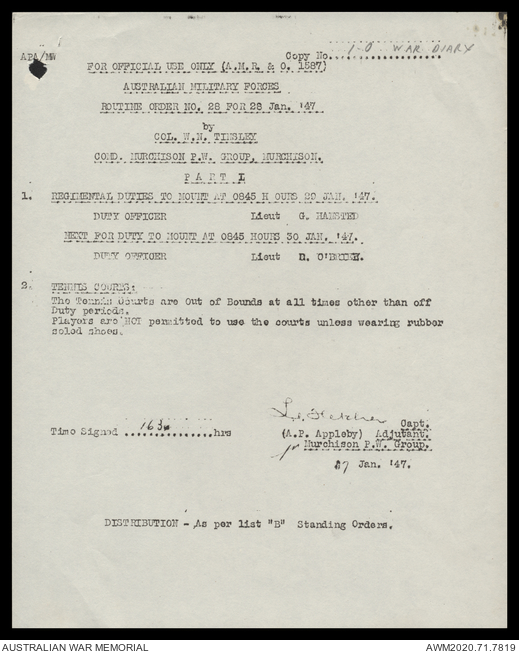 APA/MW
Copy No. 10 WAR DIARY
FOR OFFICIAL USE ONLY (A.M.R. & O. 1587)
AUSTRALIAN MILITARY FORCES
ROUTINE ORDER NO. 28 FOR 28 Jan. '47
by
COL. W.N. TINSLEY
COMD. MURCHISON P.W. GROUP, MURCHISON.
PART I
1. REGIMENTAL DUTIES TO MOUNT AT 0845 H OURS 29 JAN. '47.
DUTY OFFICER Lieut G. HANSTED
NEXT FOR DUTY TO MOUNT AT 0845 HOURS 30 JAN. '47.
DUTY OFFICER Lieut R. O'BRIEN.
2. TENNIS COURTS:
The Tennis Courts are Out of Bounds at all times other than off
Duty periods.
Players are NOT permitted to use the courts unless wearing rubber
soled shoes.
Time Signed 1630 hrs
Capt.
(A.P. Appleby) Adjutant.
Murchison P.W. Group.
27 Jan. '47.
DISTRIBUTION - As per list "B" Standing Orders.
AUSTRALIAN WAR MEMORIAL
AWM2020.71.7819